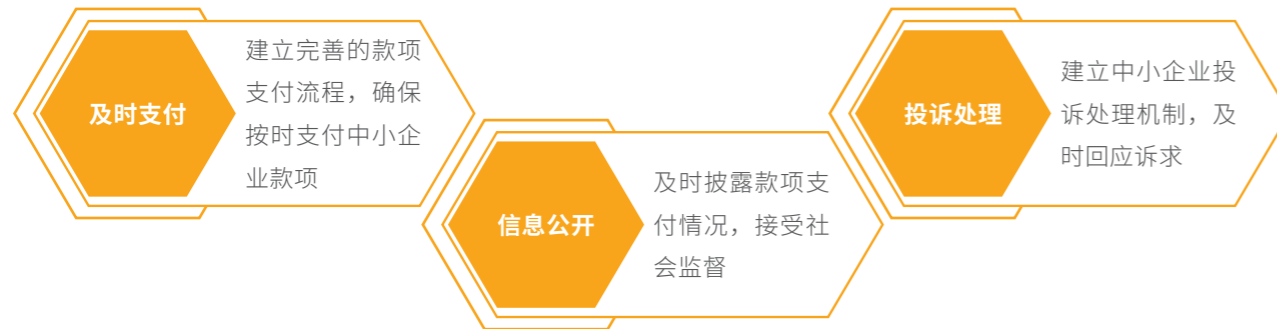 及时支付
建立完善的款项
支付流程，确保
按时支付中小企
业款项
信息公开
及时披露款项支
付情况，接受社
会监督
投诉处理
建立中小企业投
诉处理机制，及
时回应诉求